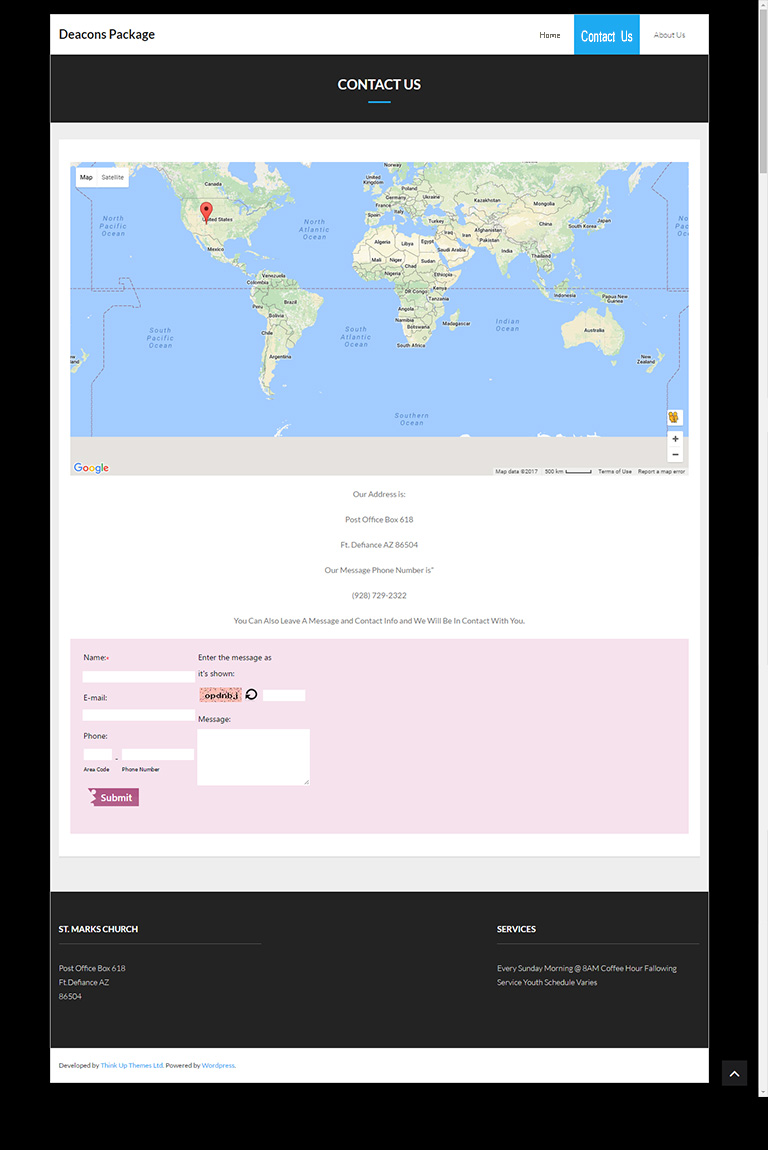 Deacons Package
Home
Contact Us
About Us
CONTACT US
Map
Satellite
Norway
Canada
United
Kingdom
Poland
Germany
Ukraine
France
Kazakhstan
Mongolia
Spain
Italy
Turkey
Japan
China
South Korea
Iraq
Iran
Afghanistan
Pakistan
United States
North
Pacific
Ocean
North
Atlantic
Ocean
No
Pac
Oc
Algeria
Libya
Egypt
Saudi Arabia
Mexico
India
Thailand
Mali
Niger
Sudan
Chad
Nigeria
Ethiopia
Venezuela
Colombia
DR Congo
Kenya
Tanzania
Indonesia
Papua New
Guinea
Peru
Brazil
Bolivia
Angola
Namibia
Botswana
Madagascar
South Africa
Chile
Argentina
South
Pacific
Ocean
South
Atlantic
Ocean
Indian
Ocean
Australia
New
Zealand
land
Southern
Ocean
+
−
Google
Map data ©2017
500 km
Terms of Use
Report a map error
Our Address is:
Post Office Box 618
Ft. Defiance AZ 86504
Our Message Phone Number is"
(928) 729-2322
You Can Also Leave A Message and Contact Info and We Will Be In Contact With You.
Name:*
E-mail:
Phone:
-
Area Code
Phone Number
Submit
Enter the message as
it's shown:
opdnbj
Message:
ST. MARKS CHURCH
Post Office Box 618
Ft.Defiance AZ
86504
SERVICES
Every Sunday Morning @ 8AM Coffee Hour Fallowing
Service Youth Schedule Varies
Developed by Think Up Themes Ltd. Powered by Wordpress.